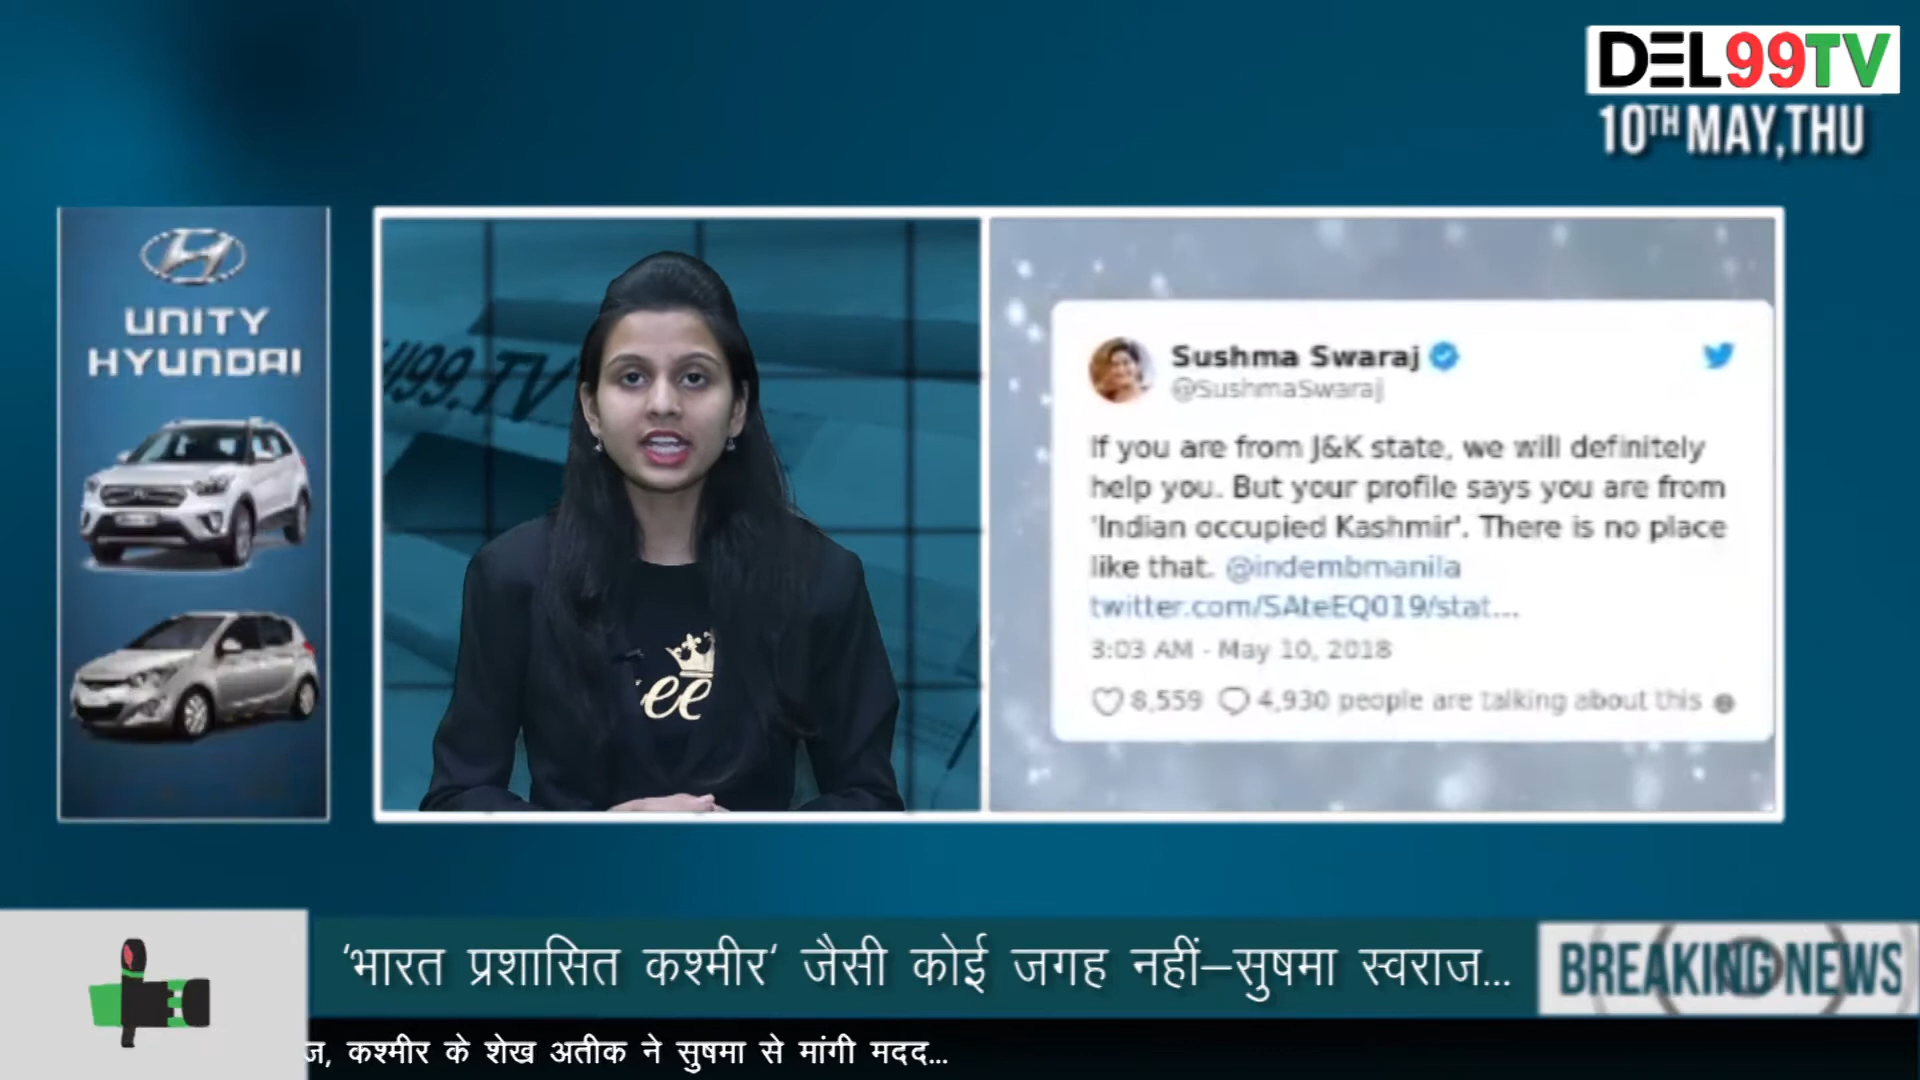 DEL99TV
10TH MAY,THU
UNITY
HYUNDAI
99.TV
ee
Sushma Swaraj
@SushmaSwaraj
If you are from J&K state, we will definitely
help you. But your profile says you are from
'Indian occupied Kashmir'. There is no place
like that. @indembmanila
twitter.com/SAteEQ019/stat...
3:03 AM - May 10, 2018
8,559 4,930 people are talking about this
'भारत प्रशासित कश्मीर' जैसी कोई जगह नहीं–सुषमा स्वराज...
BREAKING NEWS
ज, कश्मीर के शेख अतीक ने सुषमा से मांगी मदद...